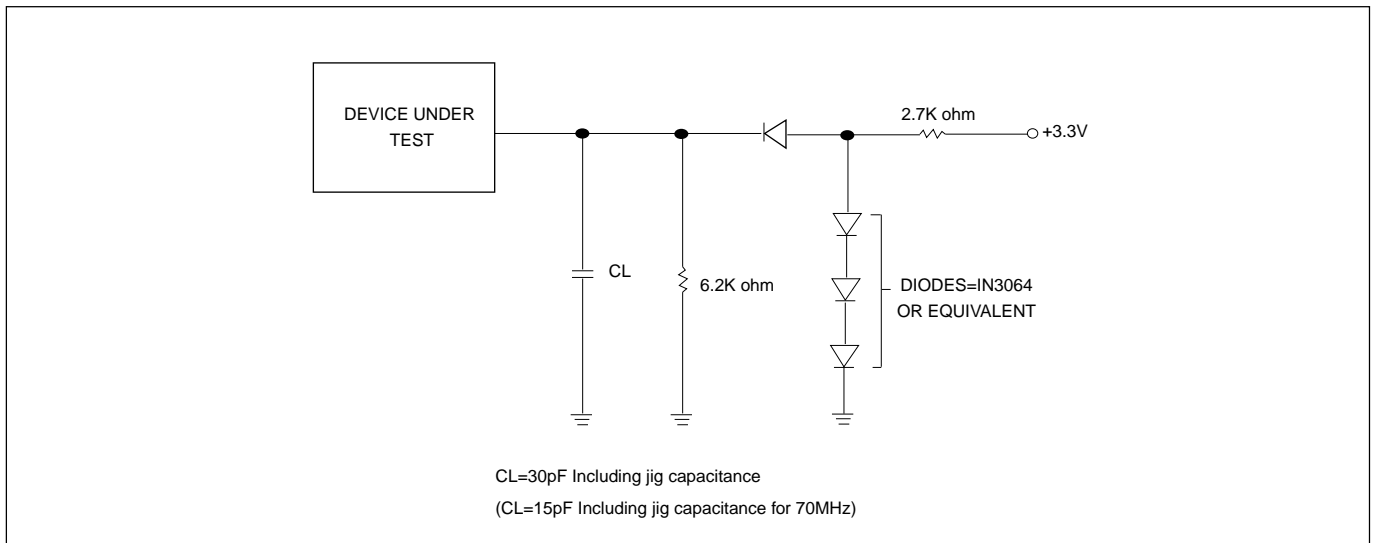 DEVICE UNDER
TEST
2.7K ohm
+3.3V
CL
6.2K ohm
DIODES=IN3064
OR EQUIVALENT
CL=30pF Including jig capacitance
(CL=15pF Including jig capacitance for 70MHz)